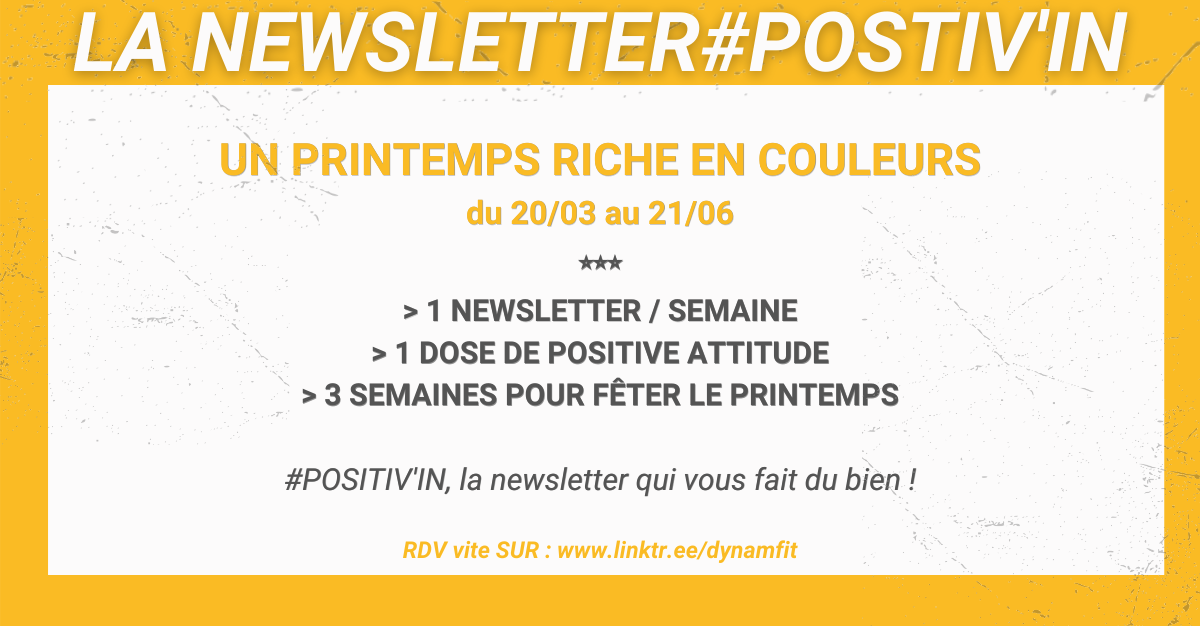 LA NEWSLETTER#POSTIV'IN
UN PRINTEMPS RICHE EN COULEURS
du 20/03 au 21/06
★★★
> 1 NEWSLETTER / SEMAINE
> 1 DOSE DE POSITIVE ATTITUDE
> 3 SEMAINES POUR FÊTER LE PRINTEMPS
#POSITIV'IN, la newsletter qui vous fait du bien !
RDV vite SUR : www.linktr.ee/dynamfit